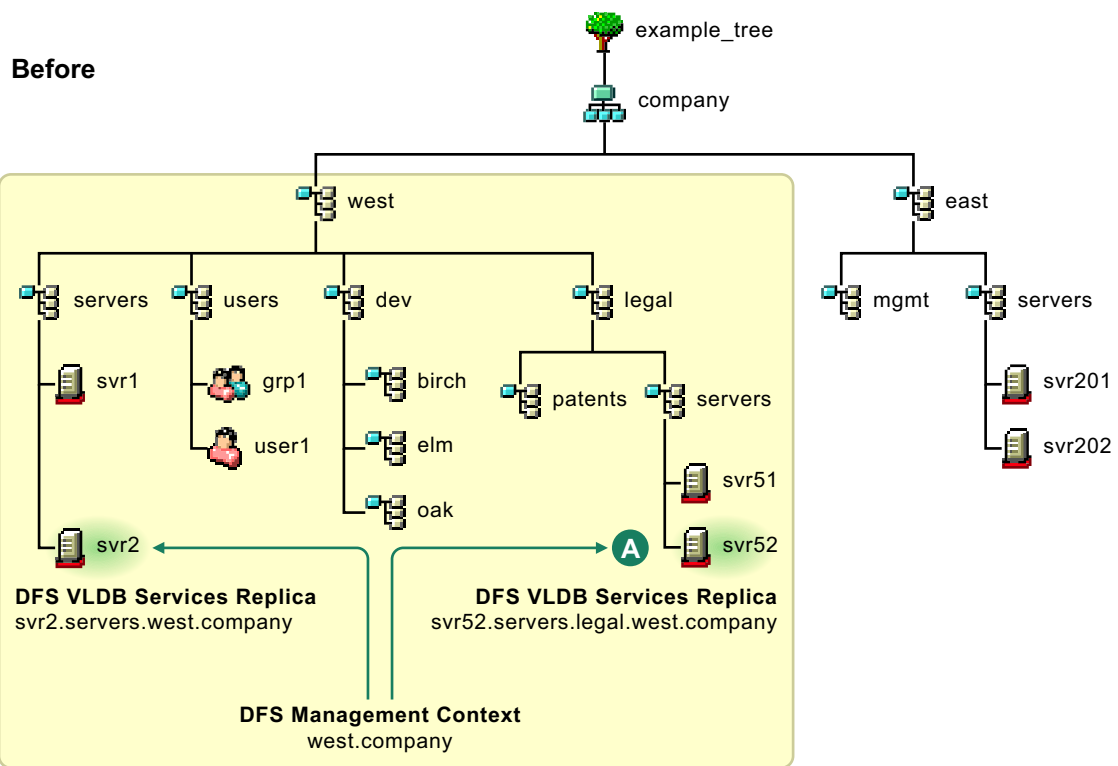 example_tree
Before
company
west
east
servers
users
dev
legal
mgmt
servers
svr1
grp1
birch
patents
servers
svr201
user1
elm
svr202
svr51
oak
svr2
A
svr52
DFS VLDB Services Replica
svr2.servers.west.company
DFS VLDB Services Replica
svr52.servers.legal.west.company
DFS Management Context
west.company